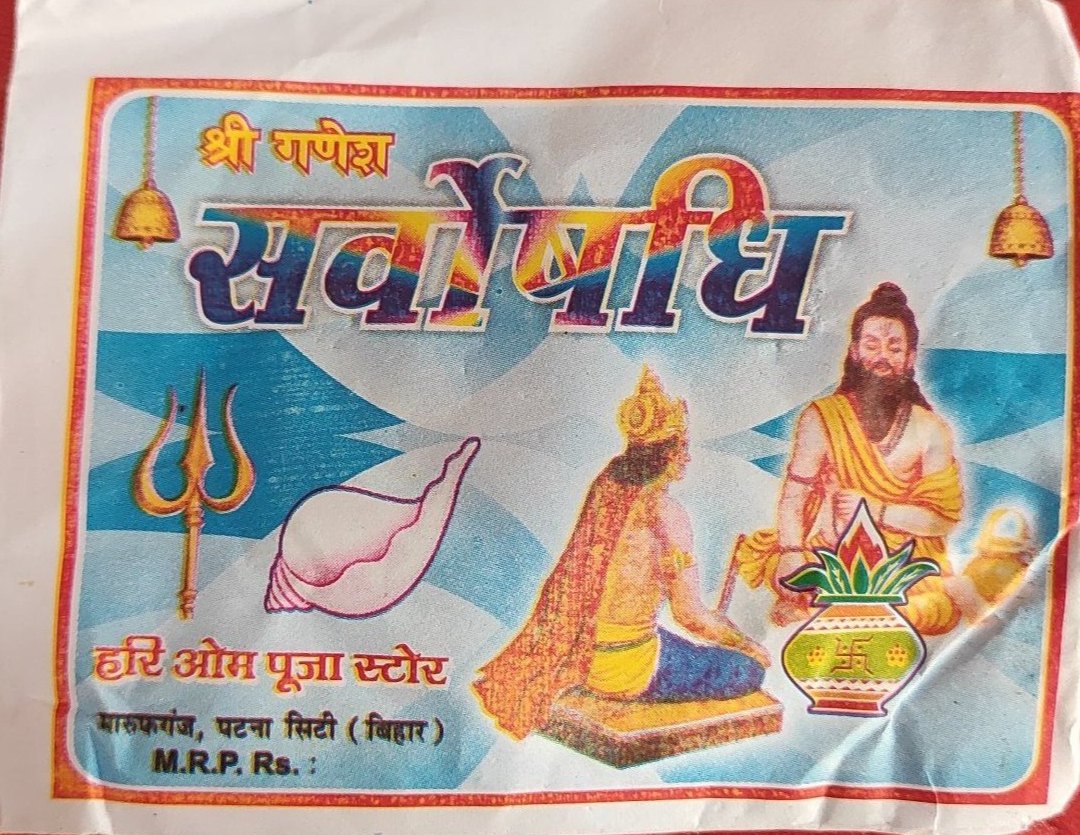 श्री गणेश
सर्वोषधि
हरि ओम पूजा स्टोर
मारुफगंज, पटना सिटी ( बिहार )
M.R.P. Rs. :